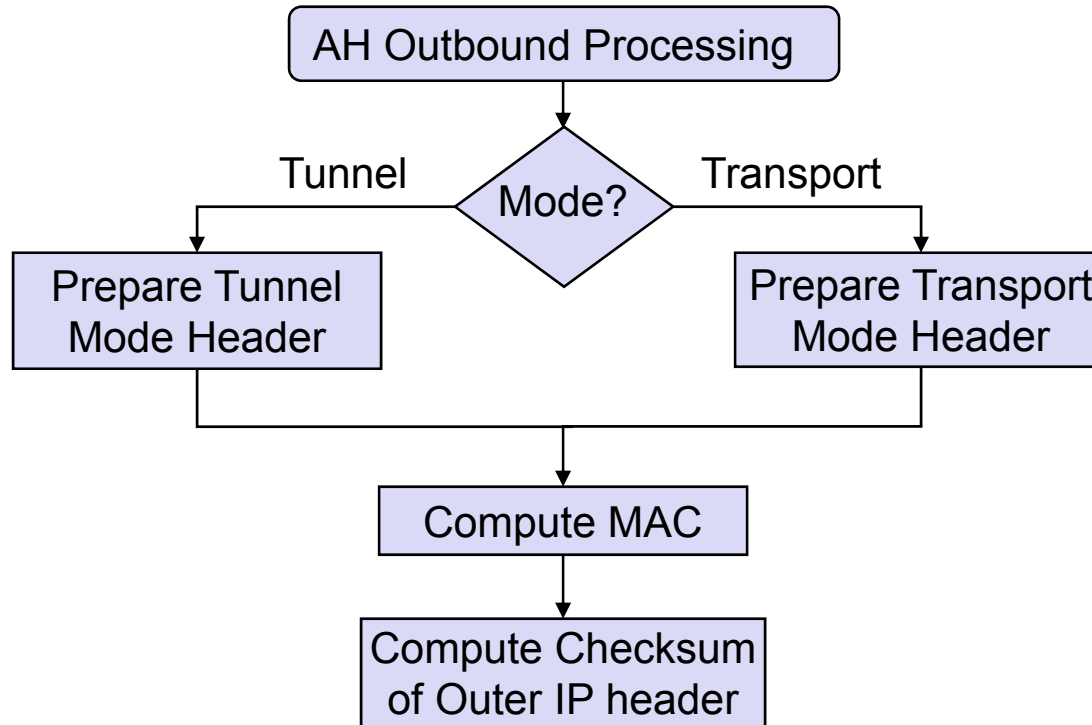 AH Outbound Processing
Tunnel
Transport
Mode?
Prepare Tunnel
Mode Header
Prepare Transport
Mode Header
Compute MAC
Compute Checksum
of Outer IP header